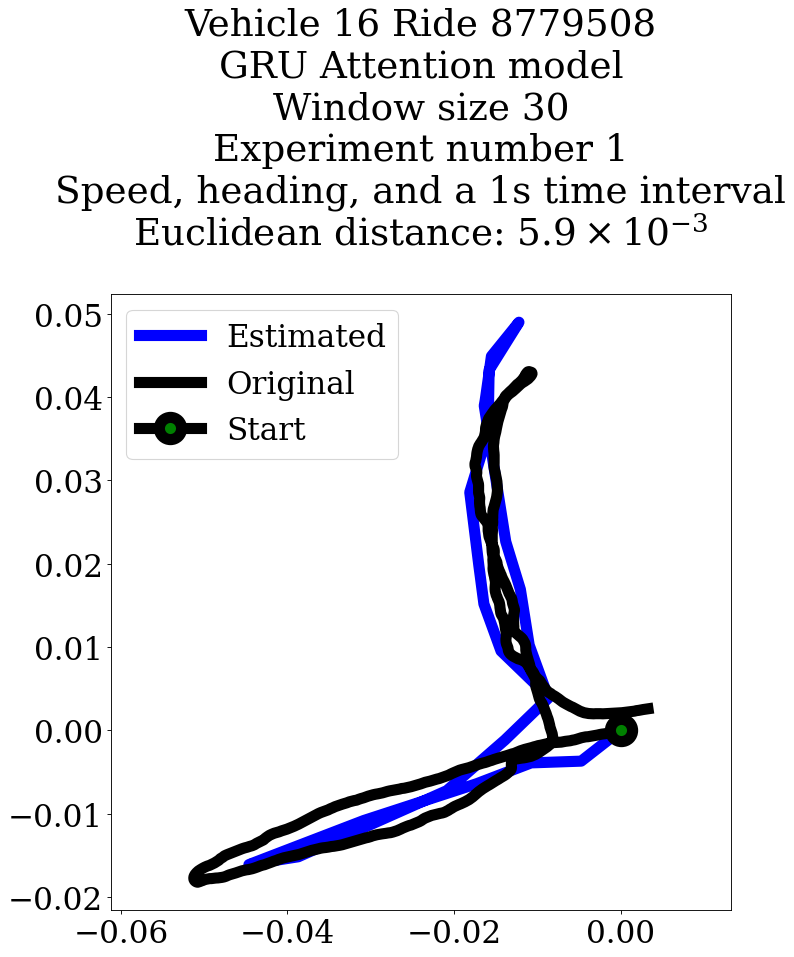 Vehicle 16 Ride 8779508
GRU Attention model
Window size 30
Experiment number 1
Speed, heading, and a 1s time interval
Euclidean distance: 5.9 × 10⁻³
Estimated
Original
Start
0.05
0.04
0.03
0.02
0.01
0.00
−0.01
−0.02
−0.06 −0.04 −0.02 0.00